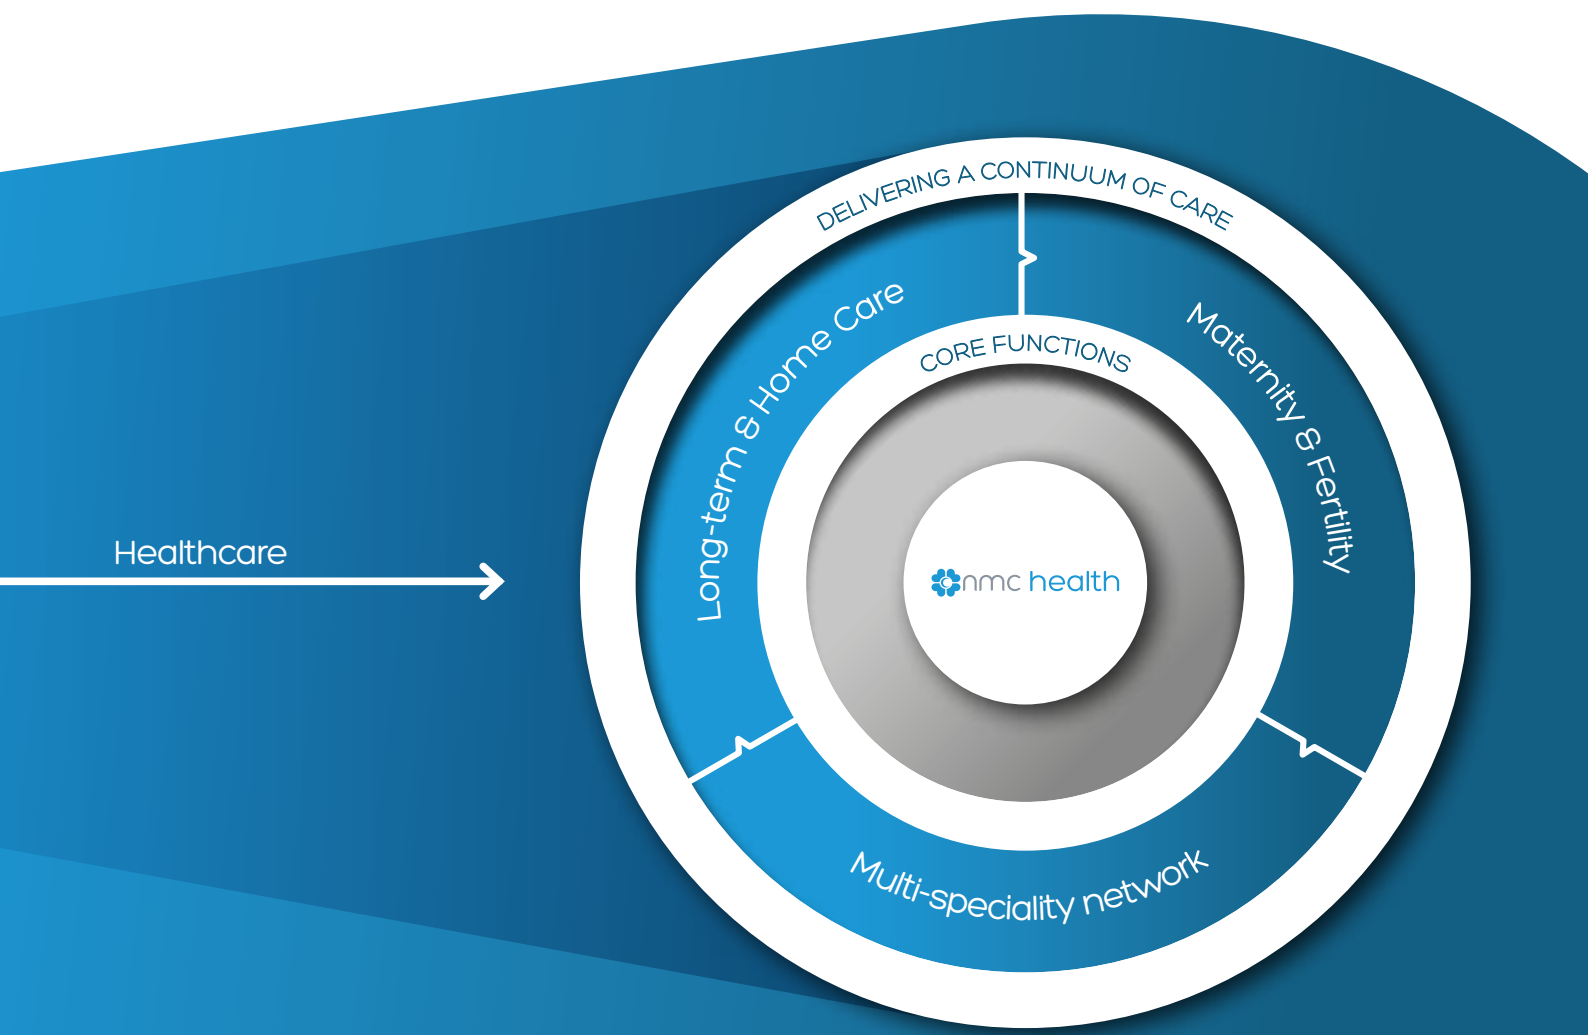 DELIVERING A CONTINUUM OF CARE
Long-term & Home Care
Maternity & Fertility
CORE FUNCTIONS
Healthcare
nmc health
Multi-speciality network